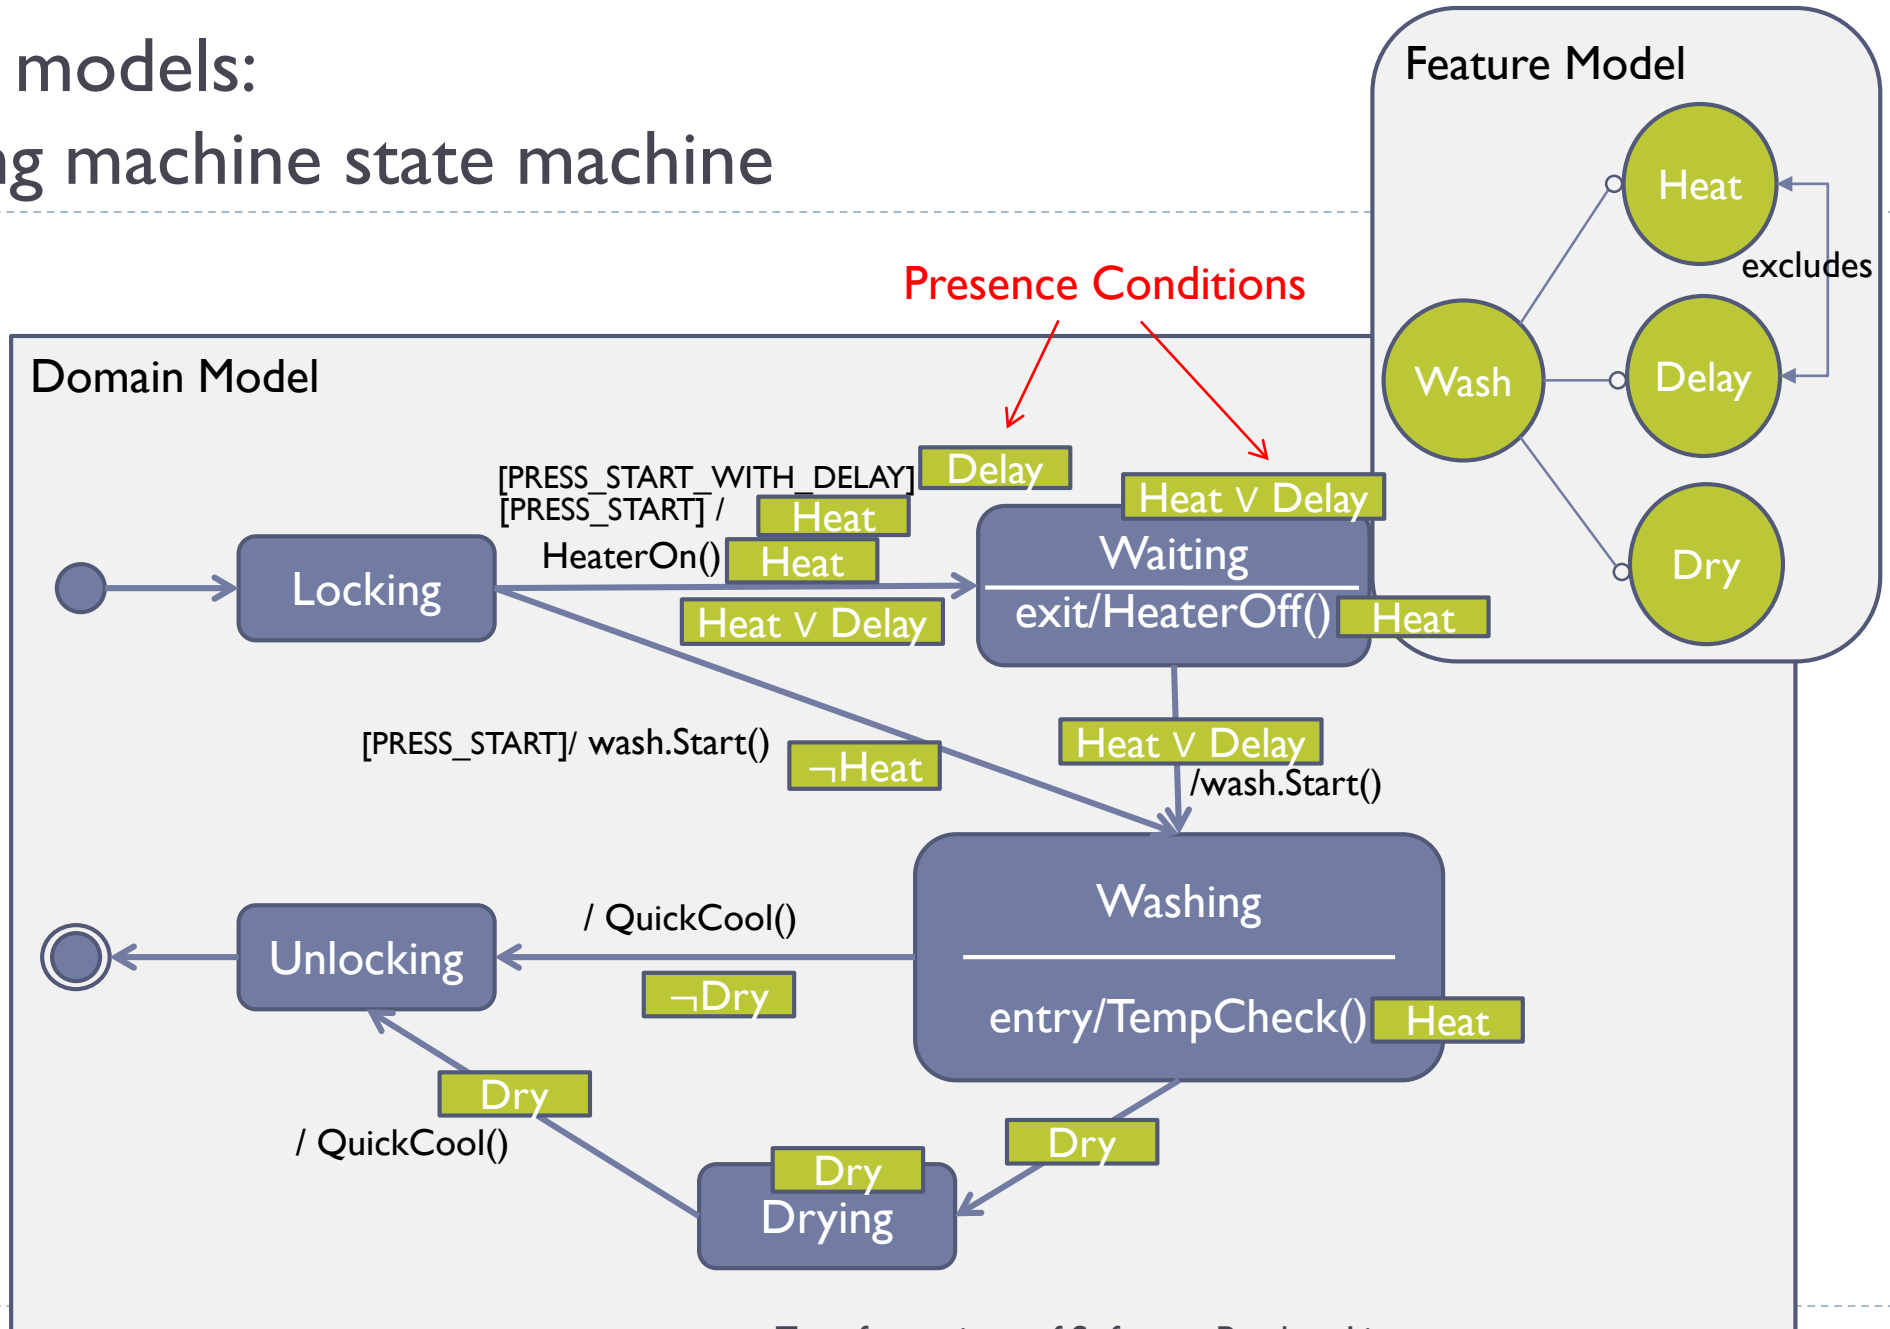 models:
machine state machine
Feature Model
Heat
excludes
Presence Conditions
Wash
Delay
Dry
Domain Model
[PRESS_START_WITH_DELAY] Delay
[PRESS_START] / Heat
HeaterOn() Heat
Heat ∨ Delay
Heat ∨ Delay
Waiting
exit/HeaterOff() Heat
Locking
[PRESS_START]/ wash.Start()
¬Heat
Heat ∨ Delay
/wash.Start()
Washing
entry/TempCheck() Heat
/ QuickCool()
¬Dry
Unlocking
Dry
/ QuickCool()
Dry
Dry
Drying